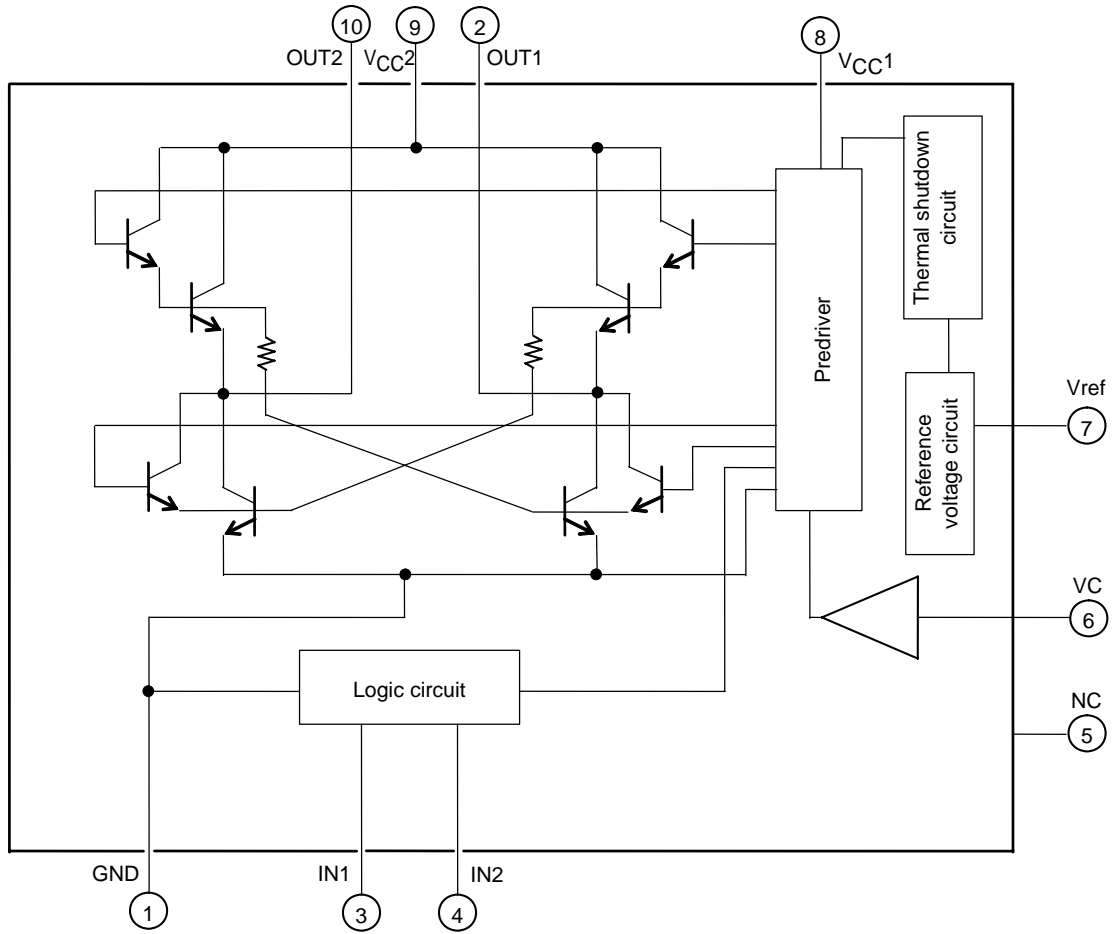 10
9
2
8
OUT2
VCC2
OUT1
VCC1
Thermal shutdown
circuit
Predriver
Reference
voltage circuit
Vref
7
VC
6
NC
5
Logic circuit
GND
IN1
IN2
1
3
4